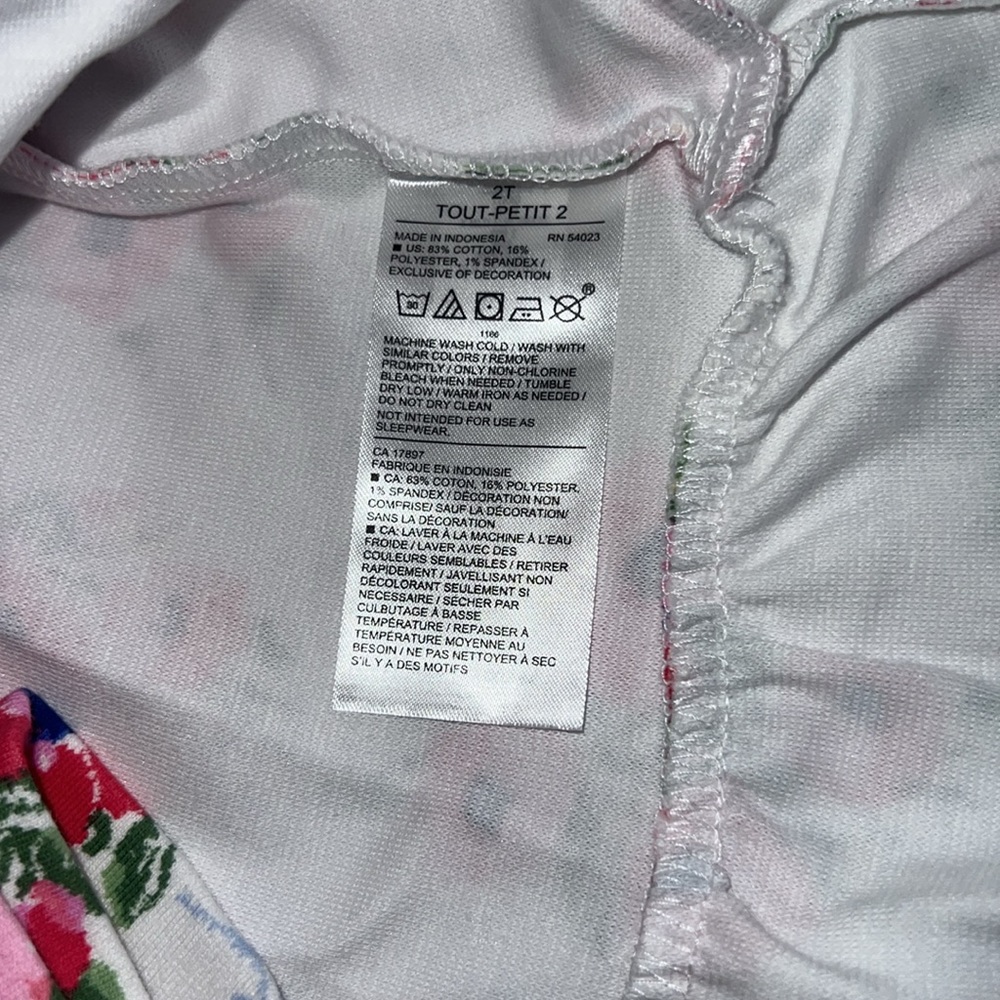 2T
TOUT-PETIT 2
MADE IN INDONESIA RN 54023
■ US: 83% COTTON, 16%
POLYESTER, 1% SPANDEX /
EXCLUSIVE OF DECORATION
30
®
1166
MACHINE WASH COLD / WASH WITH
SIMILAR COLORS / REMOVE
PROMPTLY / ONLY NON-CHLORINE
BLEACH WHEN NEEDED / TUMBLE
DRY LOW / WARM IRON AS NEEDED /
DO NOT DRY CLEAN
NOT INTENDED FOR USE AS
SLEEPWEAR.
CA 17897
FABRIQUE EN INDONISIE
■ CA: 83% COTON, 16% POLYESTER,
1% SPANDEX / DÉCORATION NON
COMPRISE/ SAUF LA DÉCORATION/
SANS LA DÉCORATION
■ CA: LAVER À LA MACHINE À L'EAU
FROIDE / LAVER AVEC DES
COULEURS SEMBLABLES / RETIRER
RAPIDEMENT / JAVELLISANT NON
DÉCOLORANT SEULEMENT SI
NECESSAIRE / SÉCHER PAR
CULBUTAGE À BASSE
TEMPÉRATURE / REPASSER À
TEMPÉRATURE MOYENNE AU
BESOIN / NE PAS NETTOYER À SEC
S'IL Y A DES MOTIFS